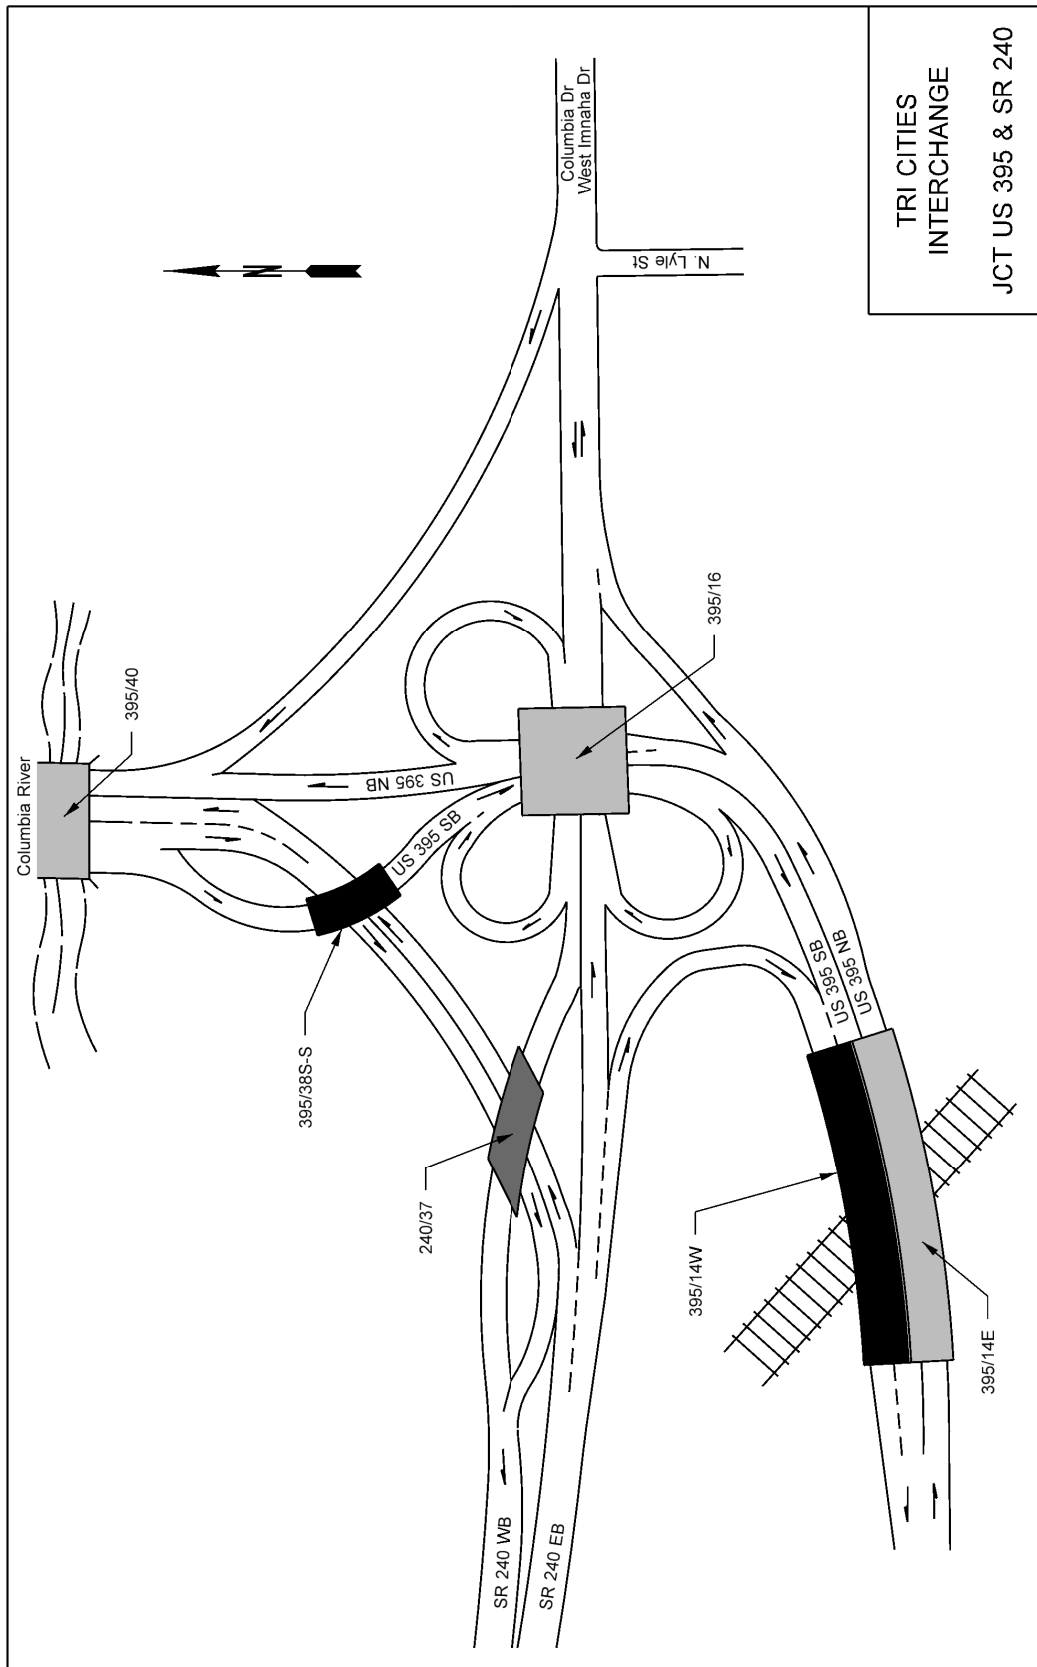 TRI CITIES
INTERCHANGE
JCT US 395 & SR 240
Columbia River
395/40
Columbia Dr
West Imnaha Dr
N. Lyle St
N
US 395 NB
US 395 SB
395/16
395/38S-S
240/37
US 395 SB
US 395 NB
395/14W
395/14E
SR 240 WB
SR 240 EB